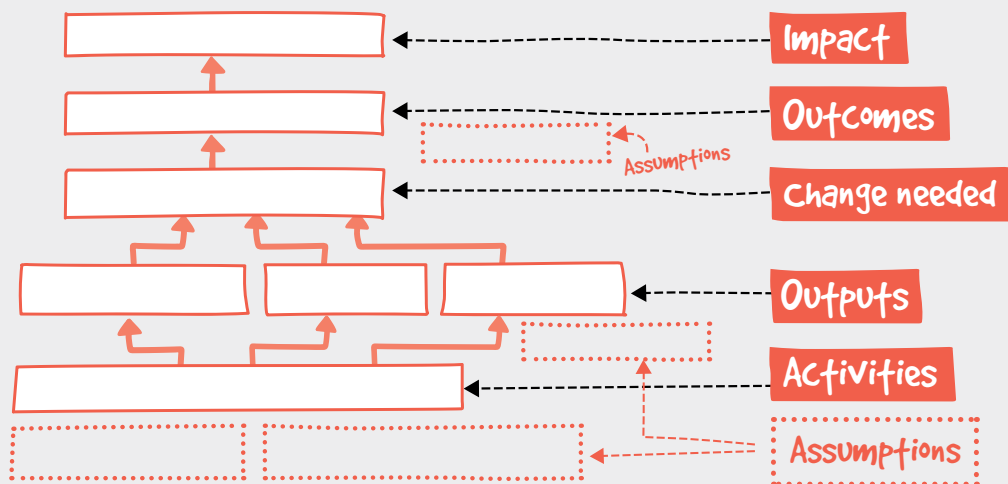 Impact
Outcomes
Assumptions
Change needed
Outputs
Activities
Assumptions